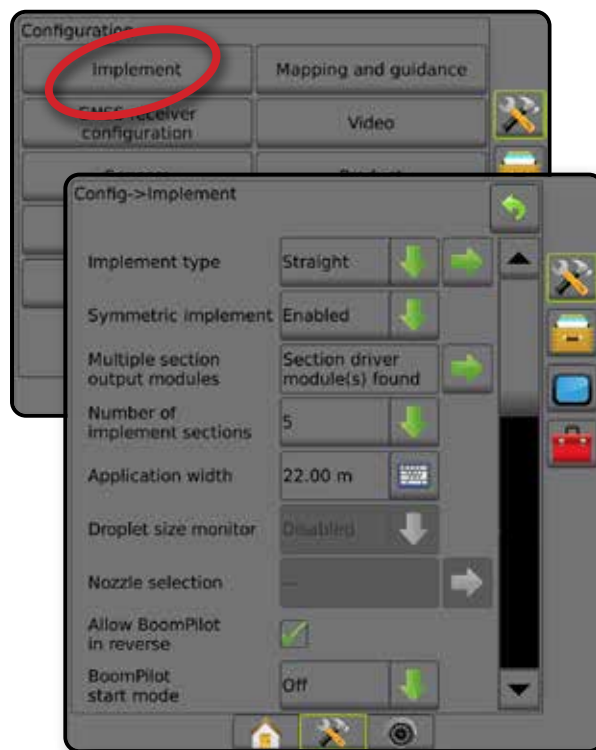 Configuration
Implement
Mapping and guidance
GNSS receiver
configuration
Video
Config->Implement
Implement type
Straight
Symmetric implement
Enabled
Multiple section
output modules
Section driver
module(s) found
Number of
implement sections
5
Application width
22.00 m
Droplet size monitor
Disabled
Nozzle selection
---
Allow BoomPilot
in reverse
BoomPilot
start mode
Off